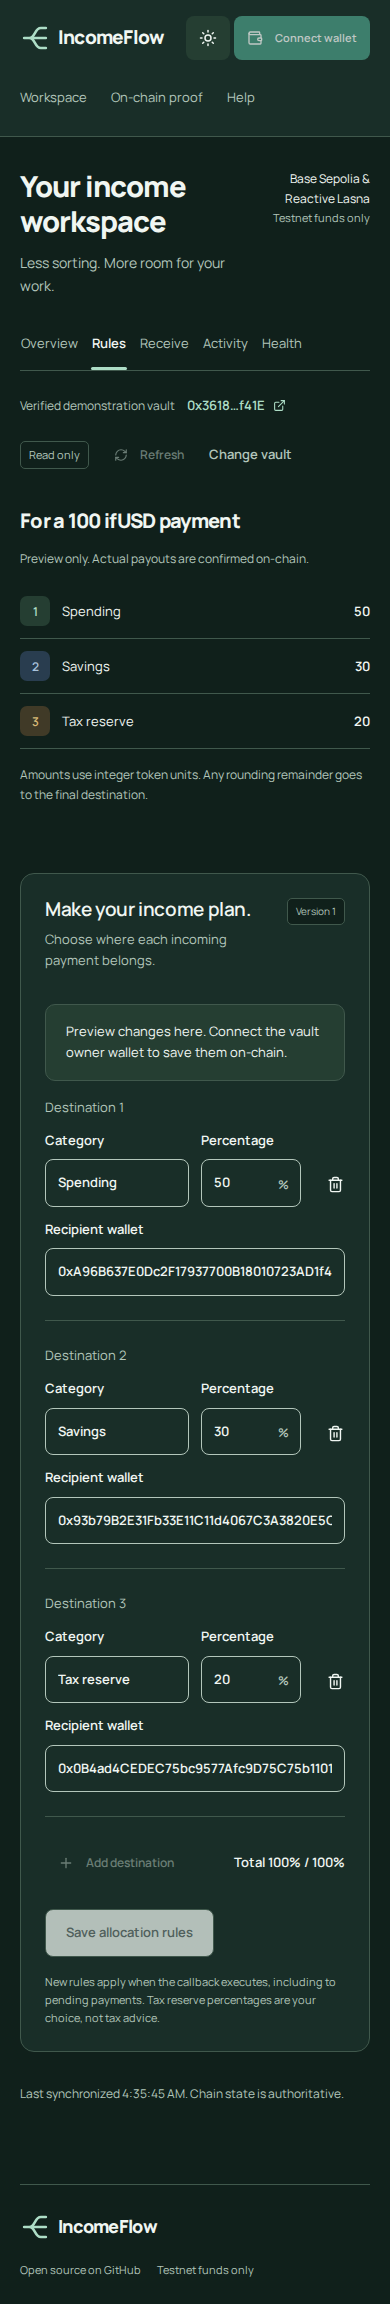 IncomeFlow
Connect wallet
Workspace On-chain proof Help
Your income
workspace
Base Sepolia &
Reactive Lasna
Testnet funds only
Less sorting. More room for your
work.
Overview Rules Receive Activity Health
Verified demonstration vault 0x3618...f41E
Read only Refresh Change vault
For a 100 ifUSD payment
Preview only. Actual payouts are confirmed on-chain.
1 Spending 50
2 Savings 30
3 Tax reserve 20
Amounts use integer token units. Any rounding remainder goes
to the final destination.
Make your income plan.
Version 1
Choose where each incoming
payment belongs.
Preview changes here. Connect the vault
owner wallet to save them on-chain.
Destination 1
Category Percentage
Spending 50 %
Recipient wallet
0xA96B637E0Dc2F17937700B18010723AD1f4
Destination 2
Category Percentage
Savings 30 %
Recipient wallet
0x93b79B2E31Fb33E11C11d4067C3A3820E5C
Destination 3
Category Percentage
Tax reserve 20 %
Recipient wallet
0x0B4ad4CEDEC75bc9577Afc9D75C75b1101
Add destination Total 100% / 100%
Save allocation rules
New rules apply when the callback executes, including to
pending payments. Tax reserve percentages are your
choice, not tax advice.
Last synchronized 4:35:45 AM. Chain state is authoritative.
IncomeFlow
Open source on GitHub Testnet funds only